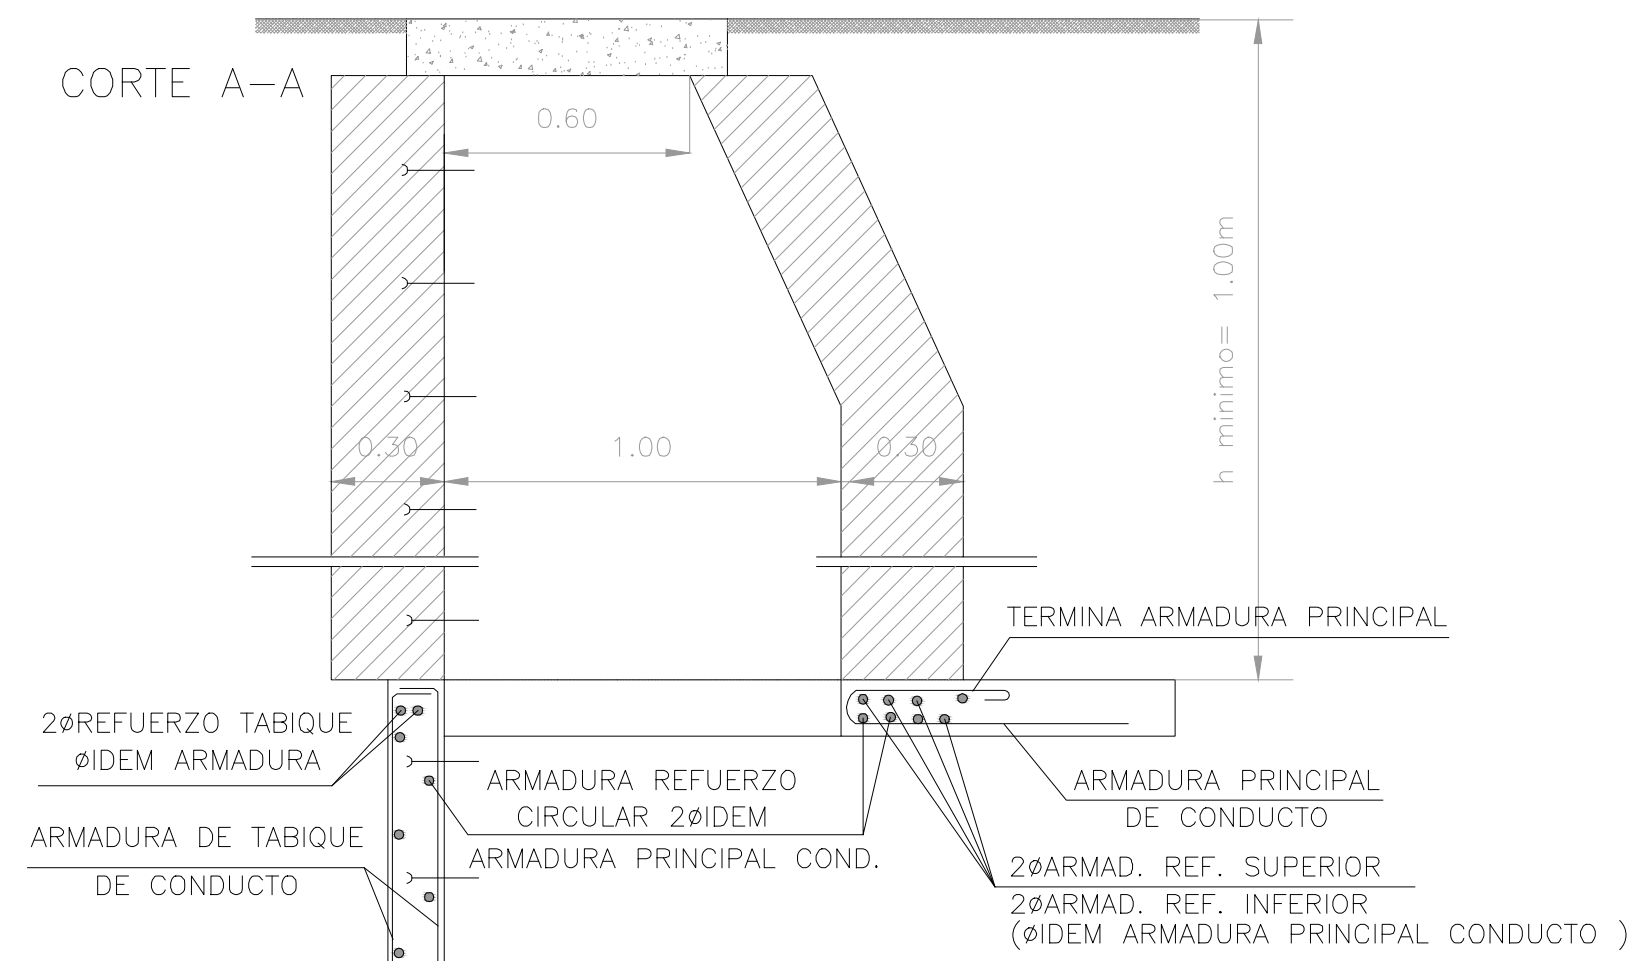 CORTE A-A
0.60
h minimo= 1.00m
0.30
1.00
0.30
TERMINA ARMADURA PRINCIPAL
2øREFUERZO TABIQUE
øIDEM ARMADURA
ARMADURA REFUERZO
CIRCULAR 2øIDEM
ARMADURA PRINCIPAL COND.
ARMADURA PRINCIPAL
DE CONDUCTO
ARMADURA DE TABIQUE
DE CONDUCTO
2øARMAD. REF. SUPERIOR
2øARMAD. REF. INFERIOR
(øIDEM ARMADURA PRINCIPAL CONDUCTO )